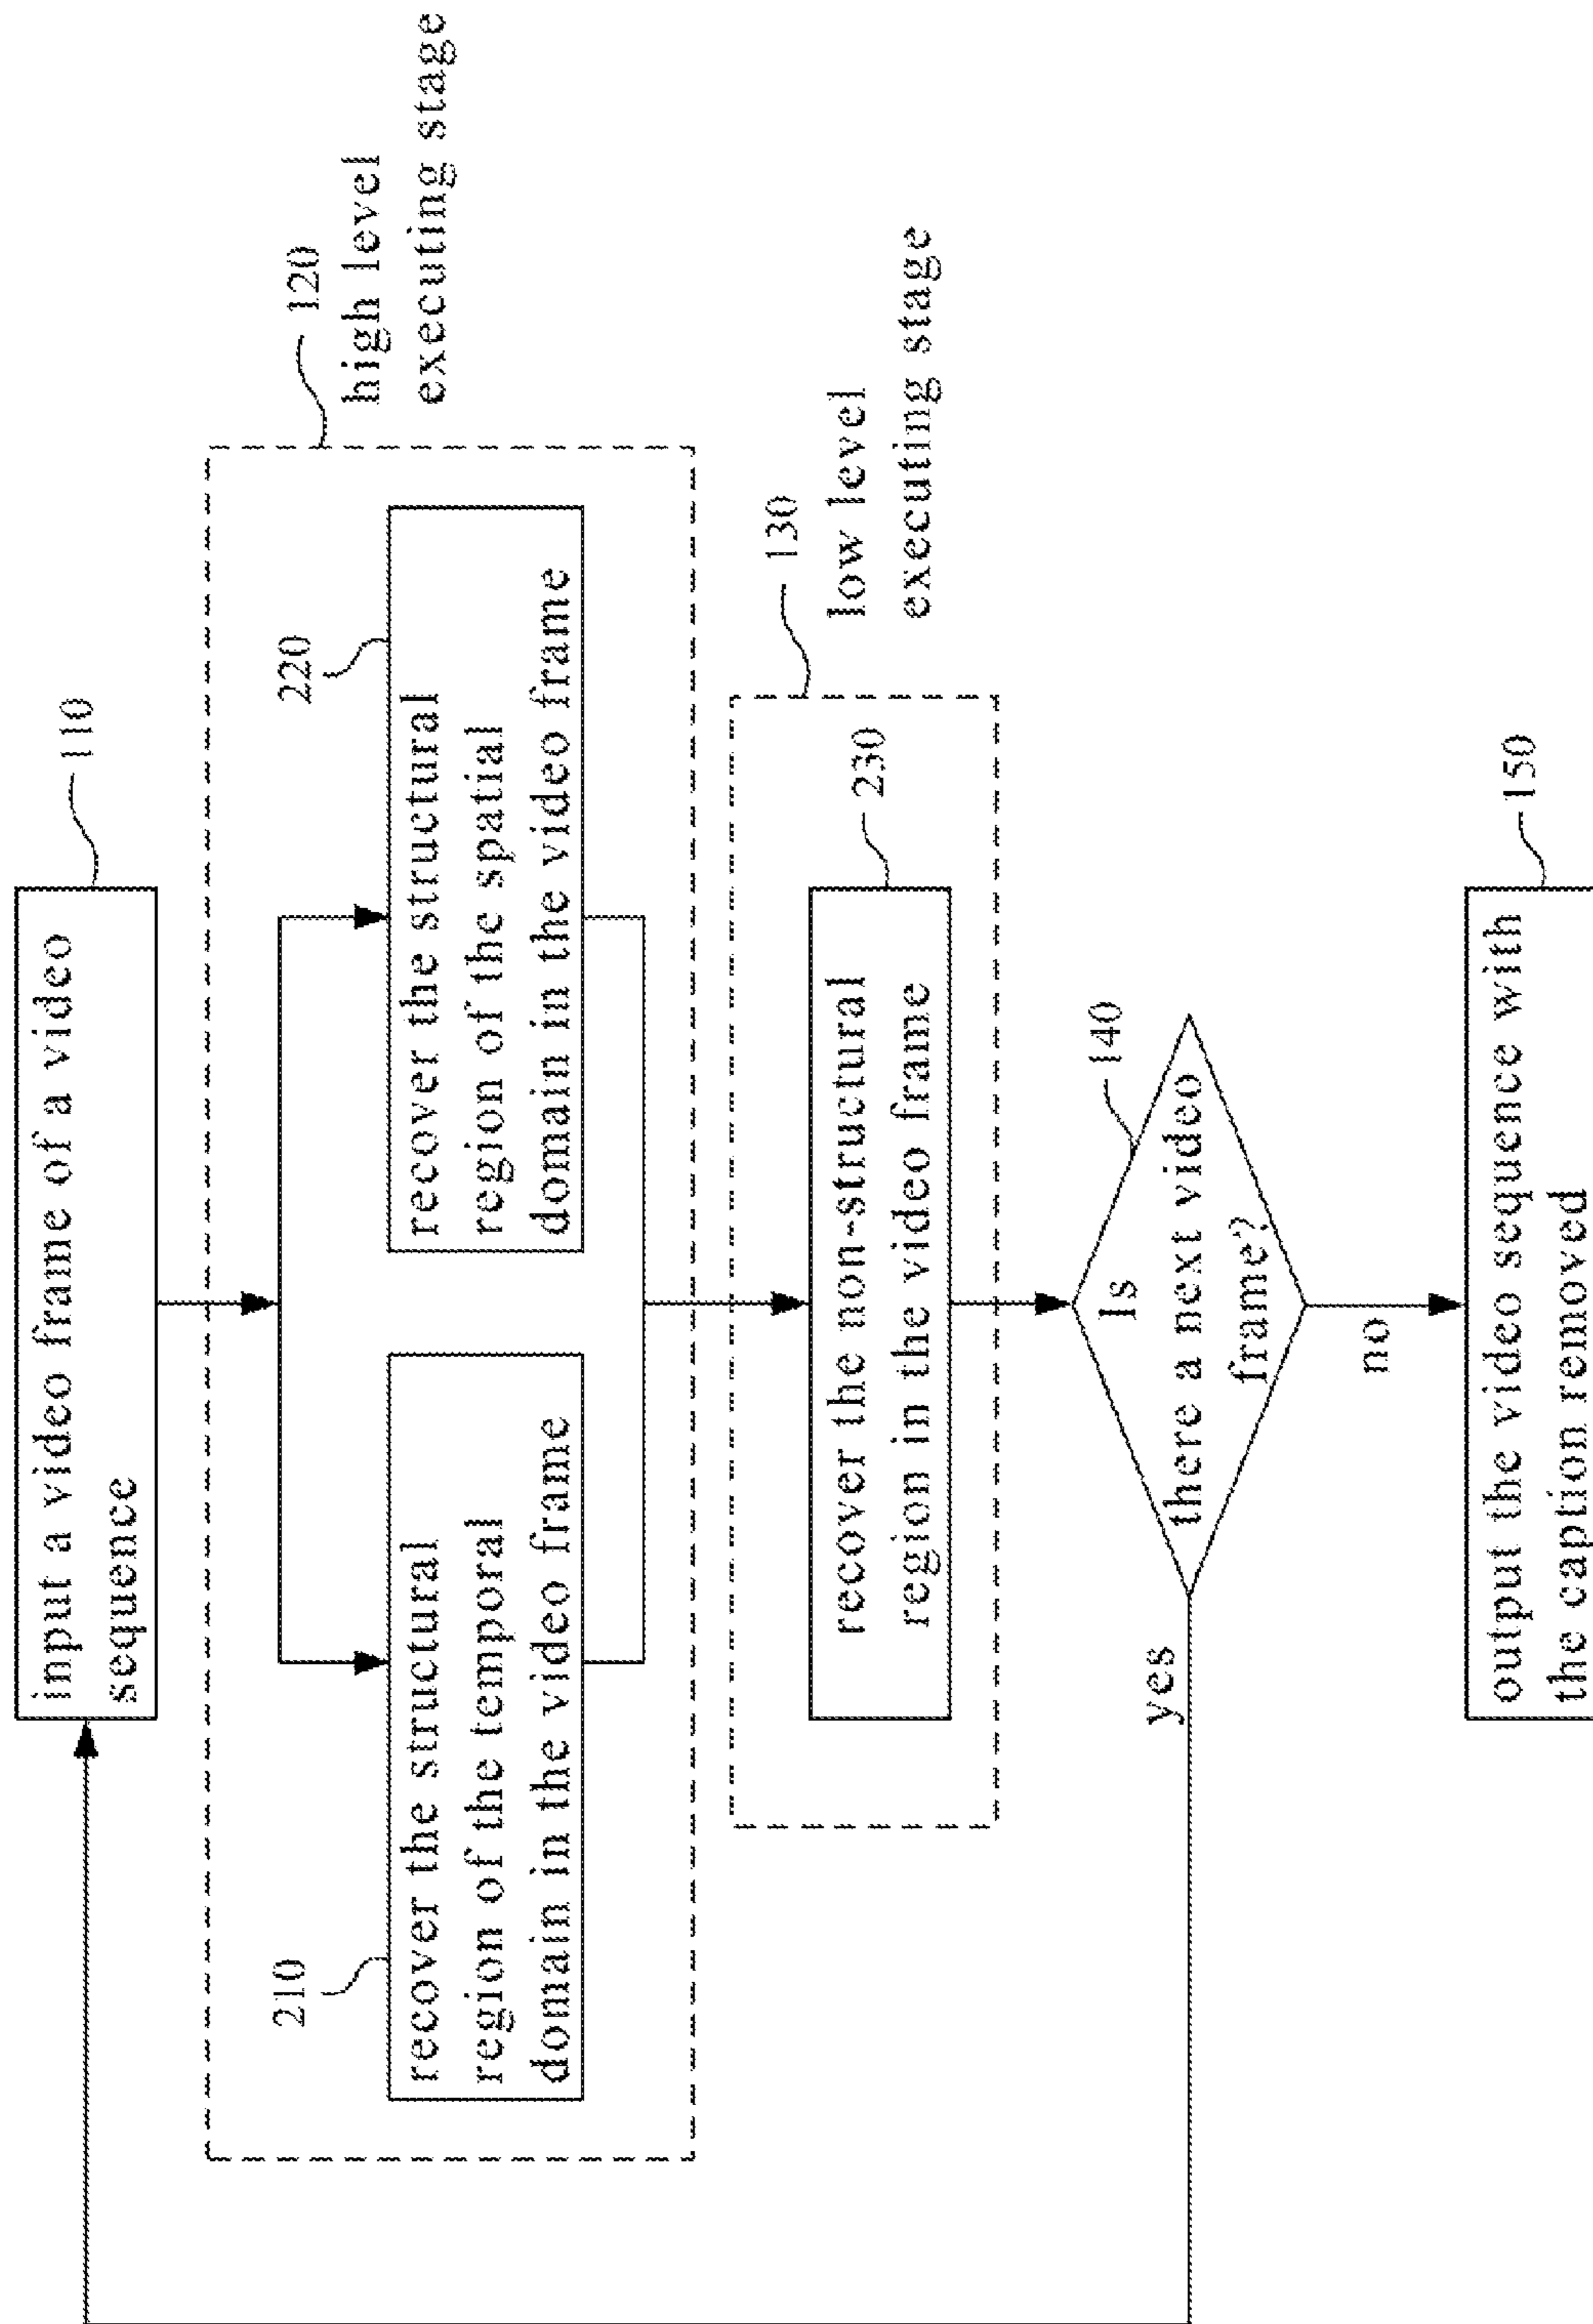 input a video frame of a video
sequence
110
120
high level
executing stage
210
recover the structural
region of the temporal
domain in the video frame
220
recover the structural
region of the spatial
domain in the video frame
130
low level
executing stage
recover the non-structural
region in the video frame
230
140
Is
there a next video
frame?
yes
no
output the video sequence with
the caption removed
150